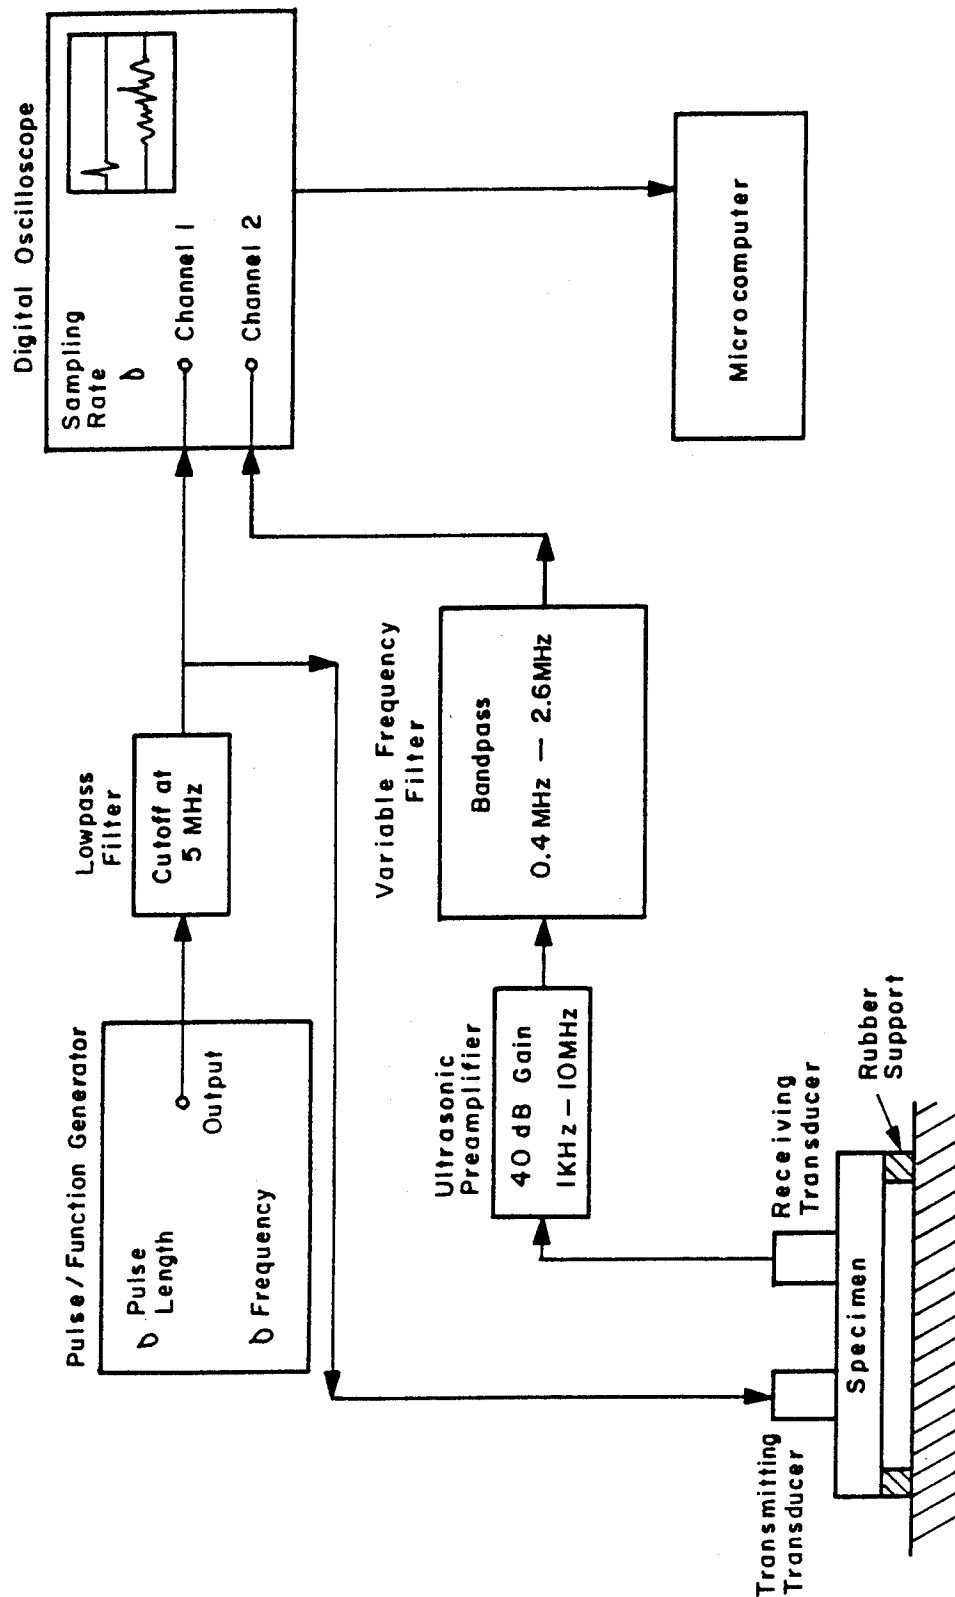 Pulse / Function Generator
Pulse
Length
Frequency
Output
Lowpass
Filter
Cutoff at
5 MHz
Digital Oscilloscope
Sampling
Rate
Channel 1
Channel 2
Variable Frequency
Filter
Bandpass
0.4 MHz — 2.6MHz
Ultrasonic
Preamplifier
40 dB Gain
1KHz – 10MHz
Microcomputer
Transmitting
Transducer
Receiving
Transducer
Specimen
Rubber
Support